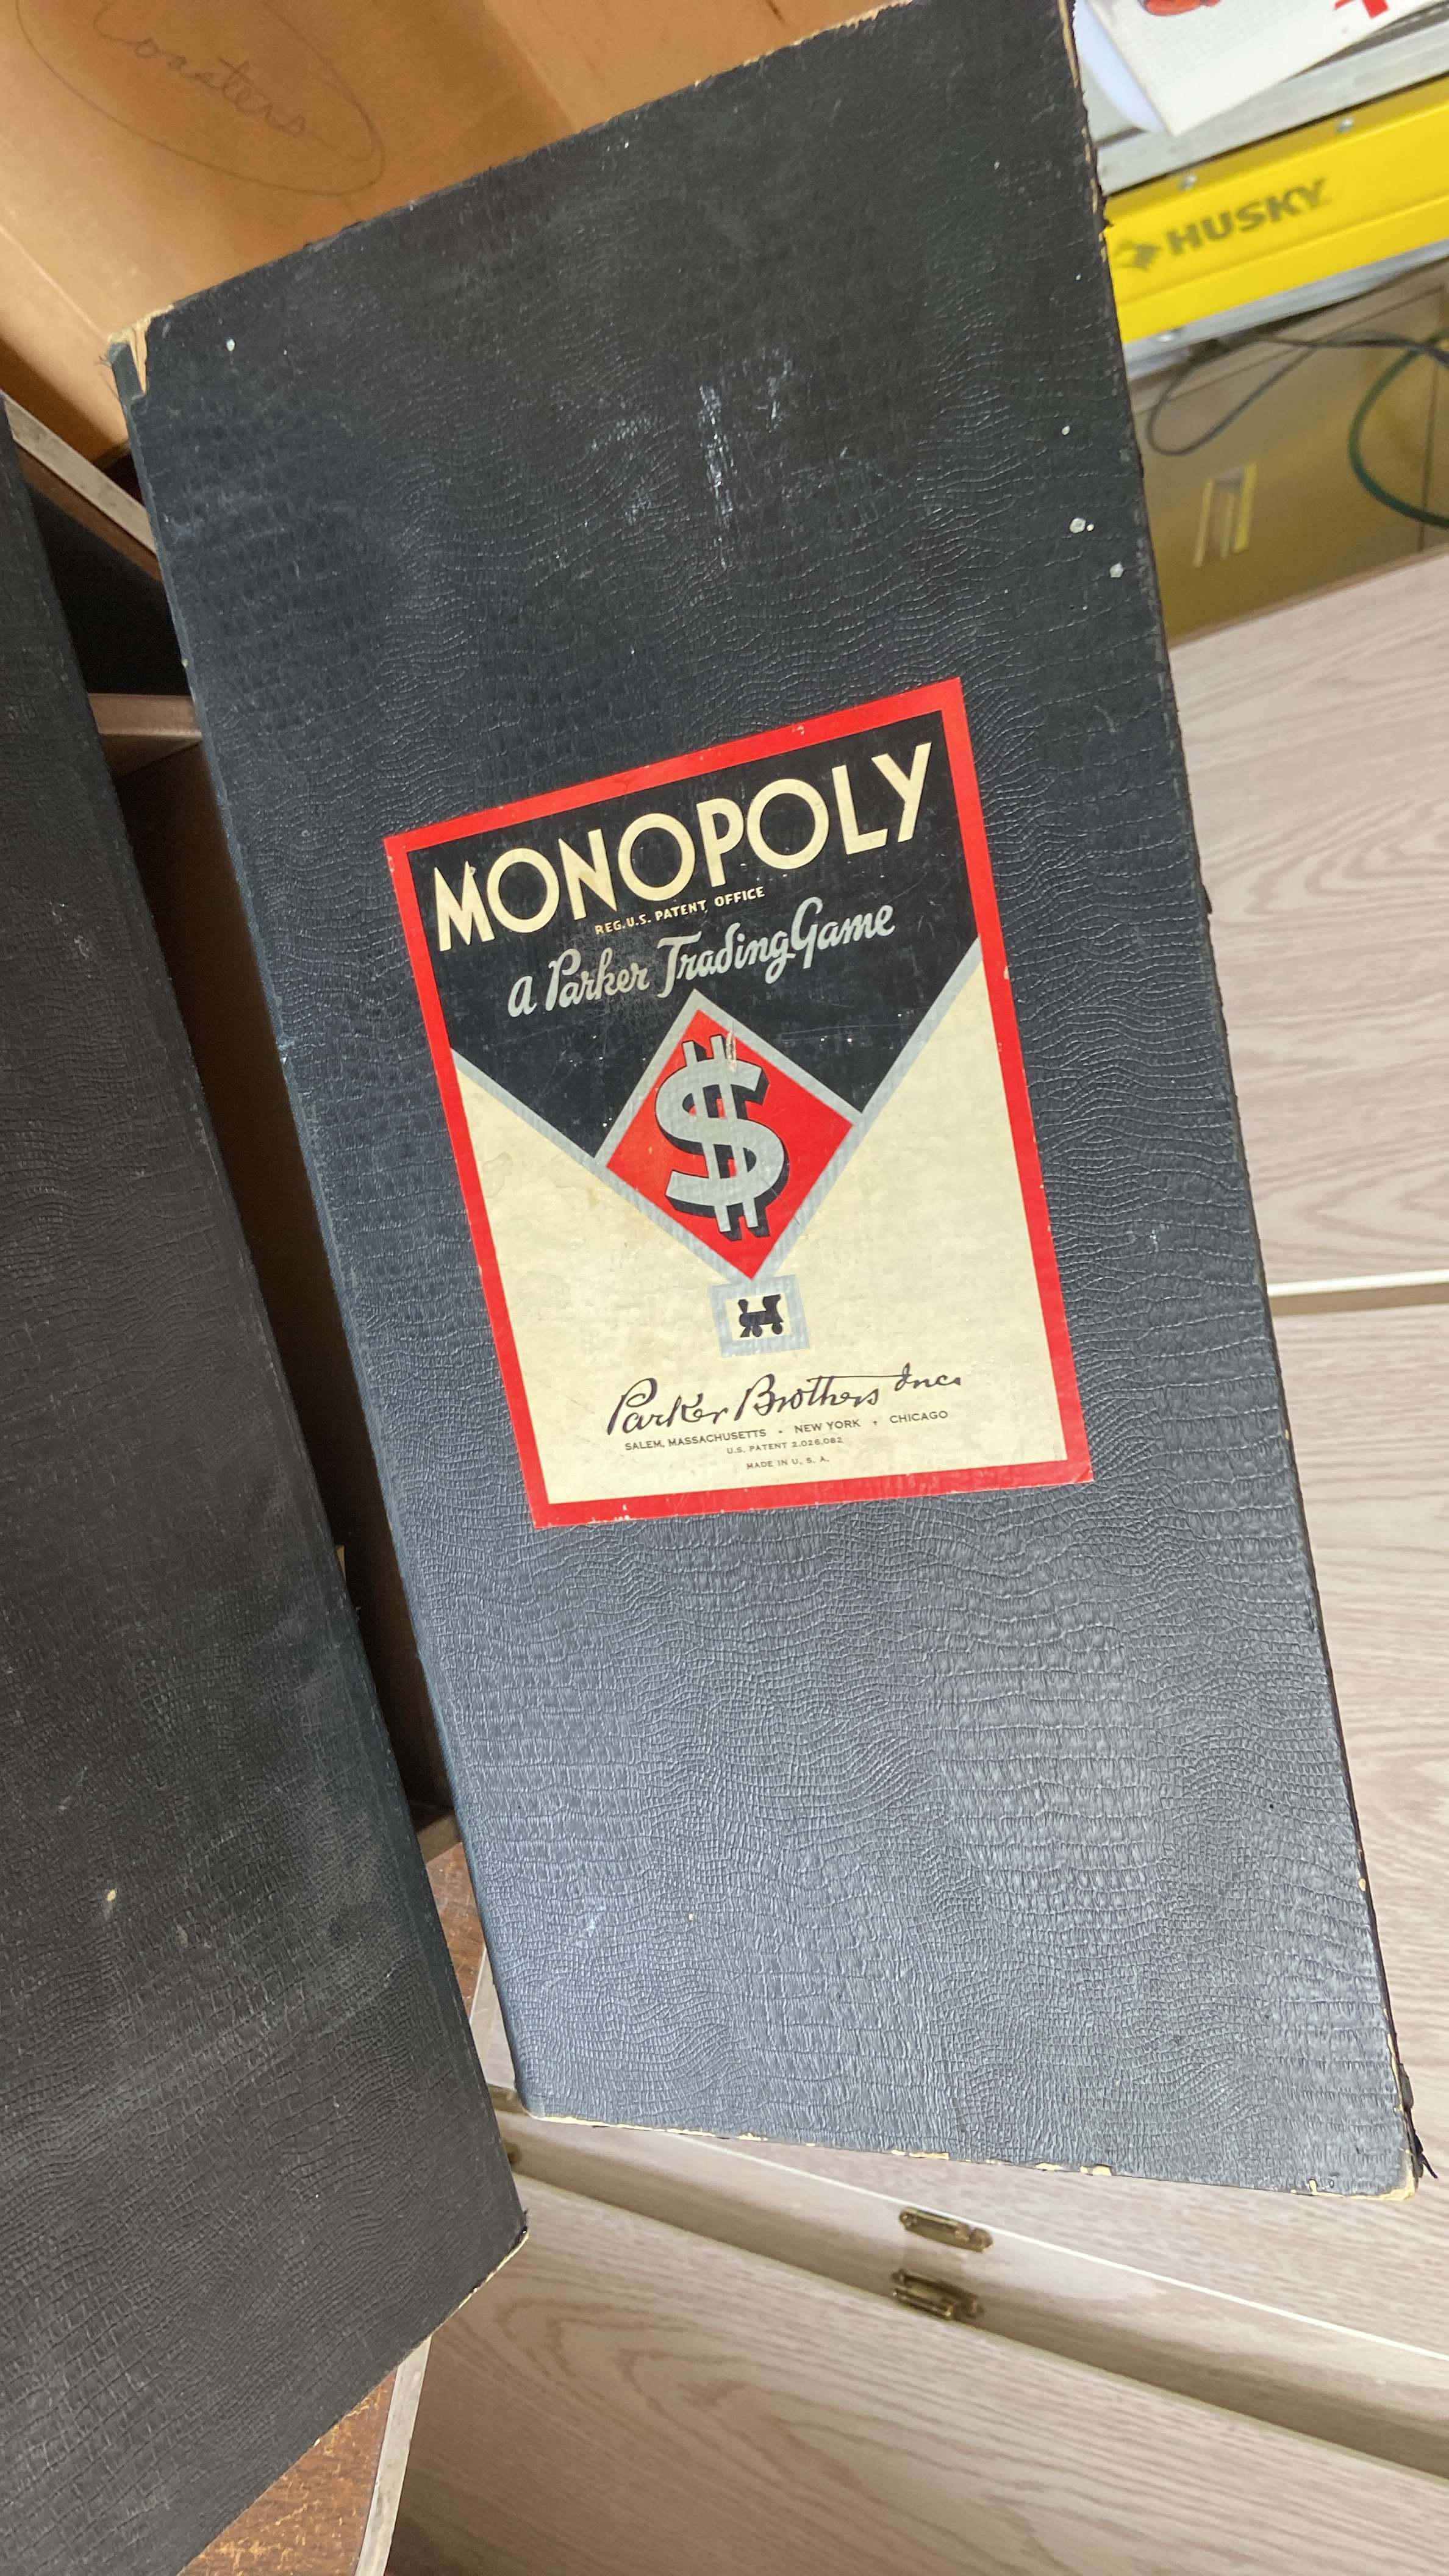 Coasters
HUSKY
MONOPOLY
REG. U.S. PATENT OFFICE
a Parker Trading Game
$
Parker Brothers Inc.
SALEM, MASSACHUSETTS • NEW YORK • CHICAGO
U.S. PATENT 2,026,082
MADE IN U. S. A.